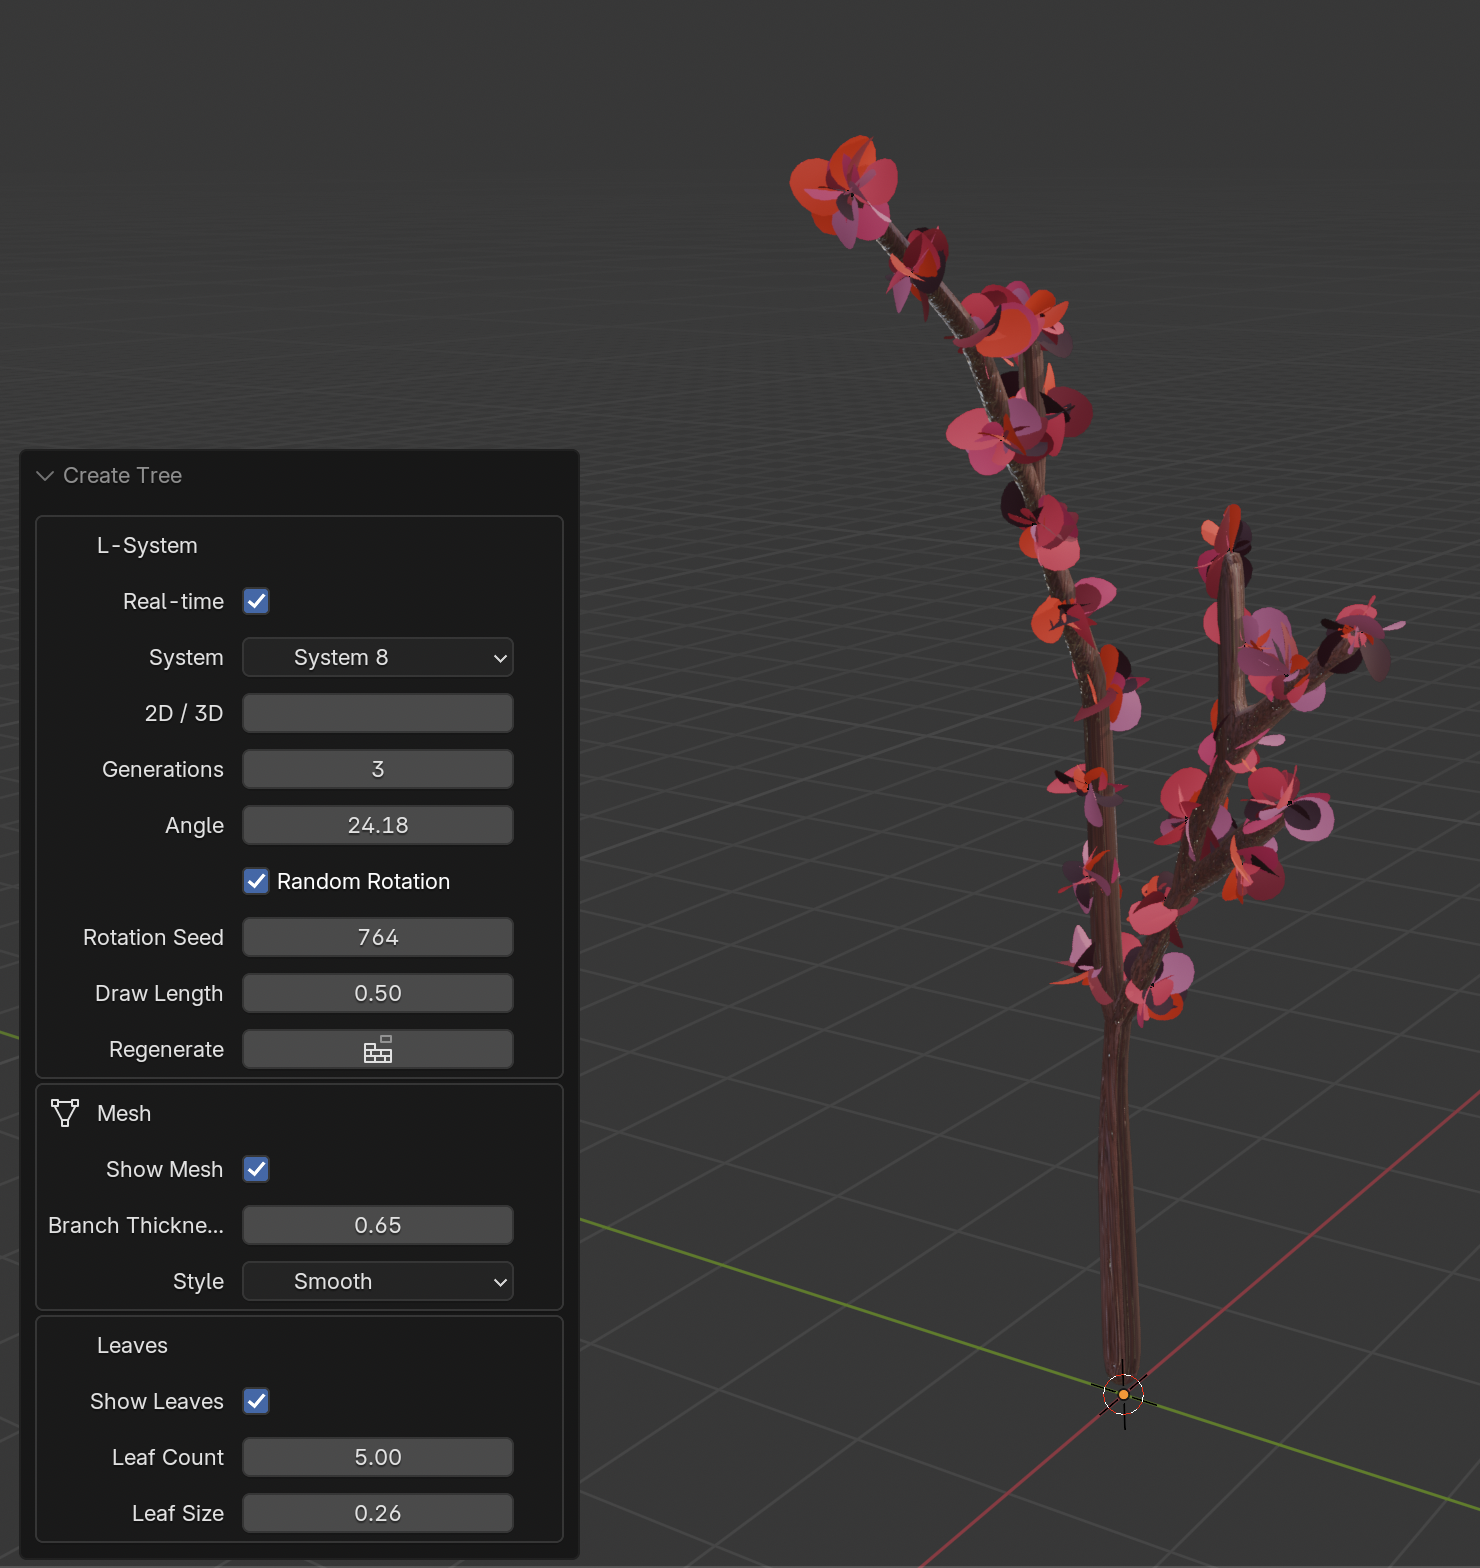 Create Tree
L-System
Real-time
System System 8
2D / 3D
Generations 3
Angle 24.18
Random Rotation
Rotation Seed 764
Draw Length 0.50
Regenerate
Mesh
Show Mesh
Branch Thickne... 0.65
Style Smooth
Leaves
Show Leaves
Leaf Count 5.00
Leaf Size 0.26